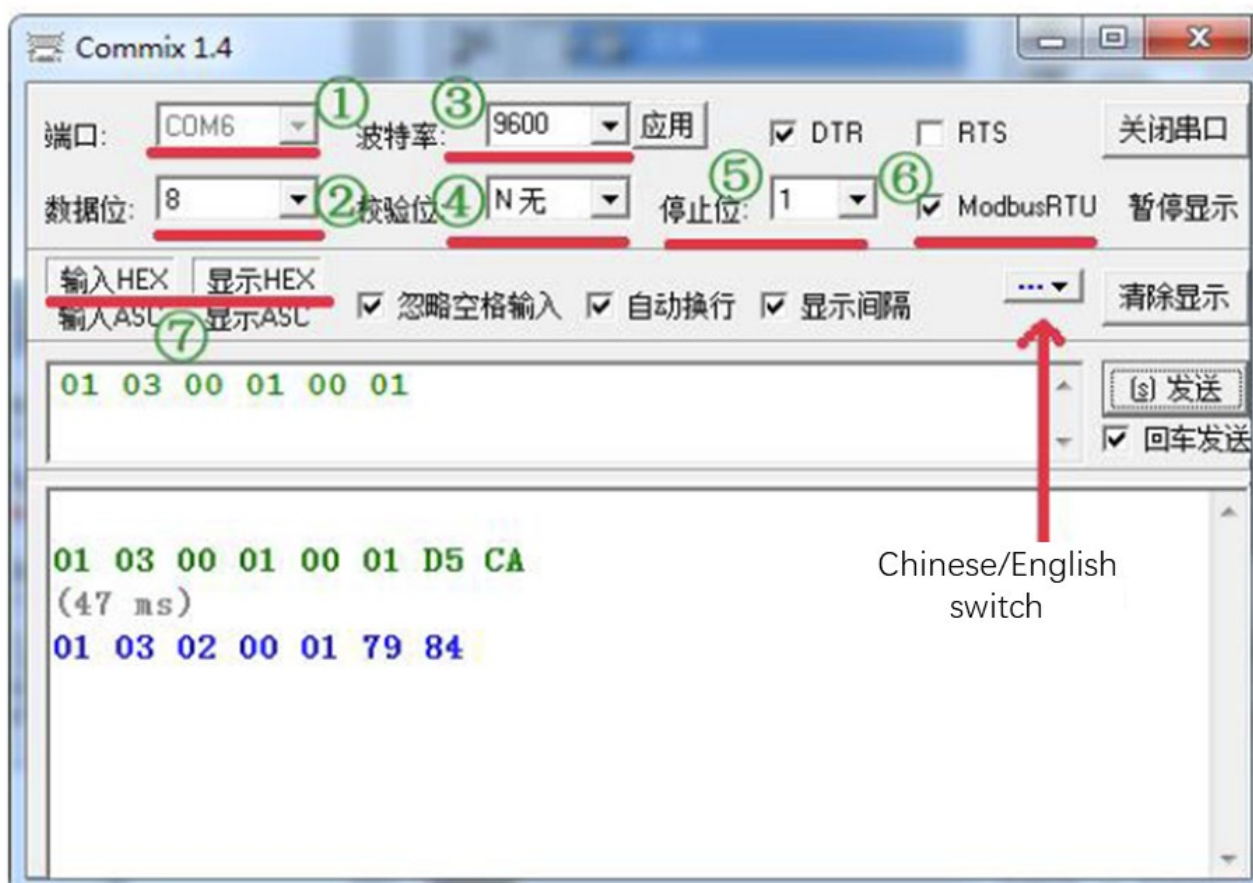 Commix 1.4
端口: COM6 ① 波特率: ③ 9600 应用 DTR RTS 关闭串口
数据位: 8 ② 校验位 ④ N 无 停止位: ⑤ 1 ⑥ ModbusRTU 暂停显示
输入HEX 显示HEX
输入ASC 显示ASC 忽略空格输入 自动换行 显示间隔 ... 清除显示
⑦
01 03 00 01 00 01 (s) 发送
回车发送
01 03 00 01 00 01 D5 CA
(47 ms)
01 03 02 00 01 79 84
Chinese/English
switch